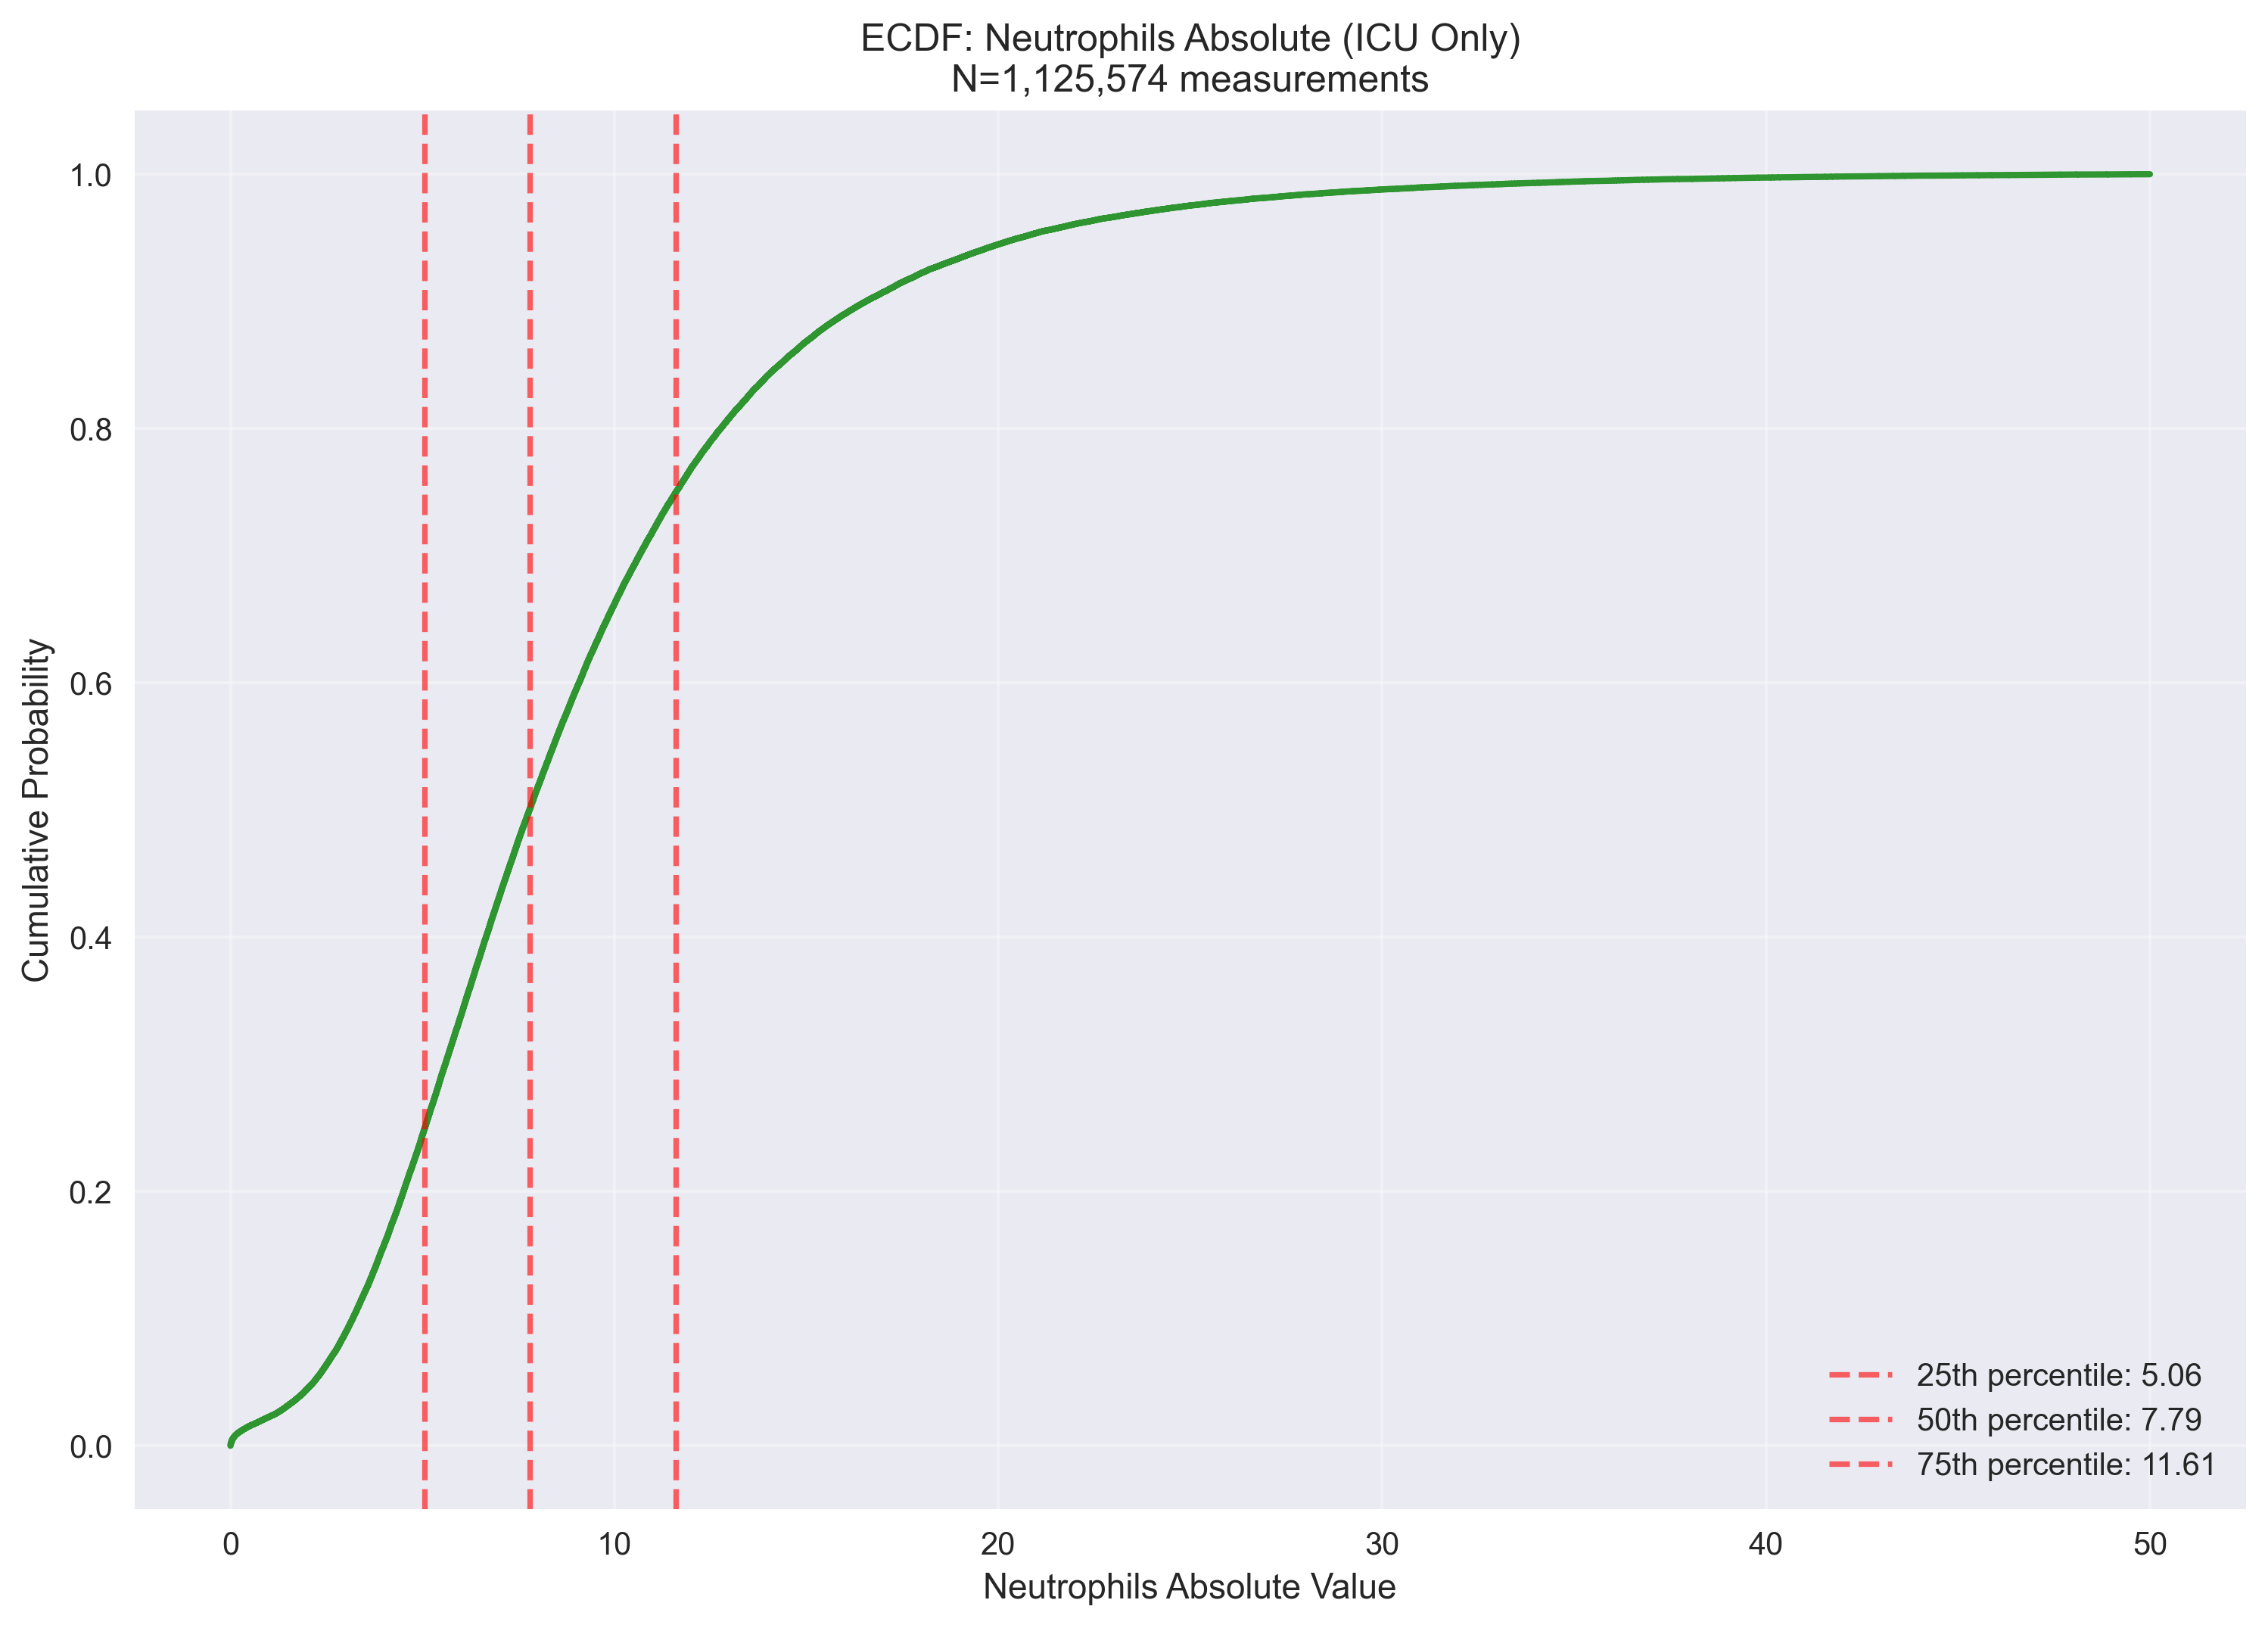 ECDF: Neutrophils Absolute (ICU Only)
N=1,125,574 measurements
Cumulative Probability
1.0
0.8
0.6
0.4
0.2
0.0
25th percentile: 5.06
50th percentile: 7.79
75th percentile: 11.61
0 10 20 30 40 50
Neutrophils Absolute Value